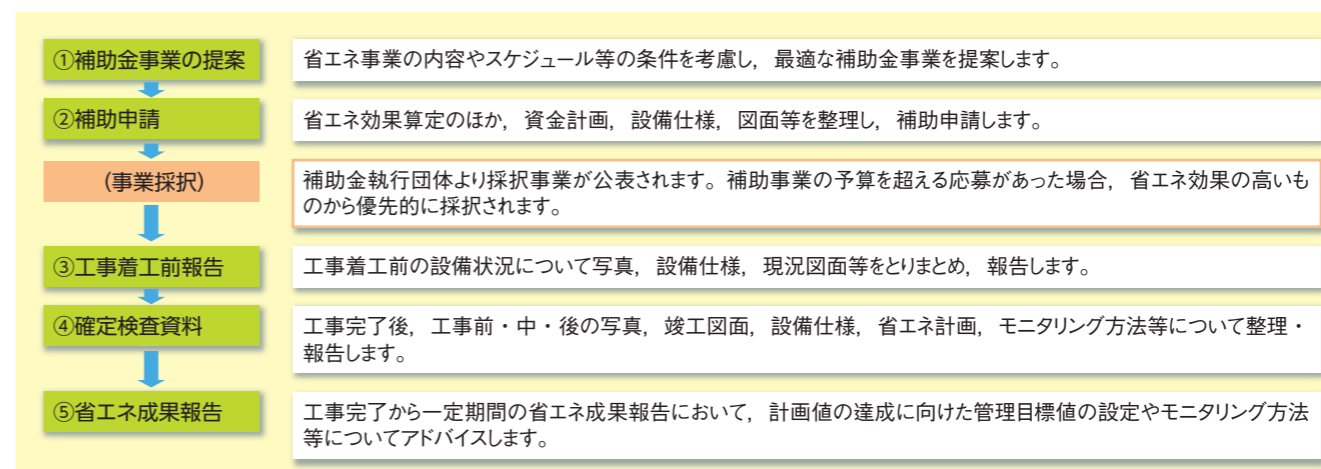 ①補助金事業の提案
省エネ事業の内容やスケジュール等の条件を考慮し，最適な補助金事業を提案します。
②補助申請
省エネ効果算定のほか，資金計画，設備仕様，図面等を整理し，補助申請します。
（事業採択）
補助金執行団体より採択事業が公表されます。補助事業の予算を超える応募があった場合，省エネ効果の高いも
のから優先的に採択されます。
③工事着工前報告
工事着工前の設備状況について写真，設備仕様，現況図面等をとりまとめ，報告します。
④確定検査資料
工事完了後，工事前・中・後の写真，竣工図面，設備仕様，省エネ計画，モニタリング方法等について整理・
報告します。
⑤省エネ成果報告
工事完了から一定期間の省エネ成果報告において，計画値の達成に向けた管理目標値の設定やモニタリング方法
等についてアドバイスします。